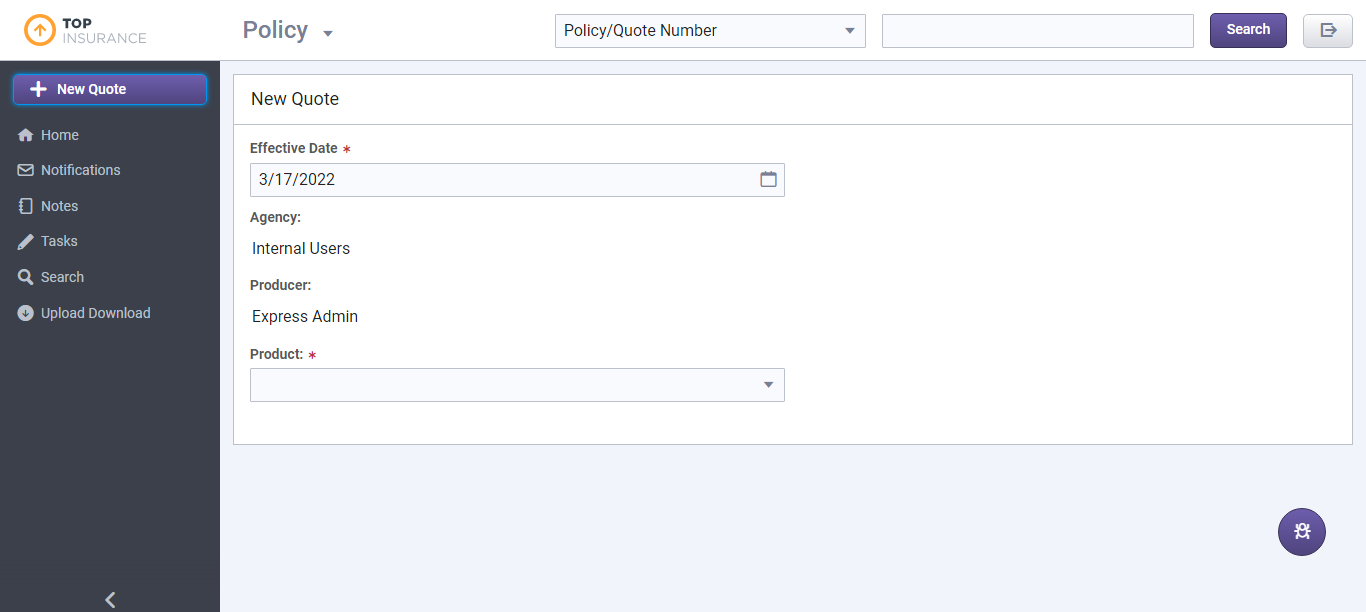 TOP
INSURANCE
Policy
Policy/Quote Number
Search
New Quote
Home
Notifications
Notes
Tasks
Search
Upload Download
New Quote
Effective Date *
3/17/2022
Agency:
Internal Users
Producer:
Express Admin
Product: *